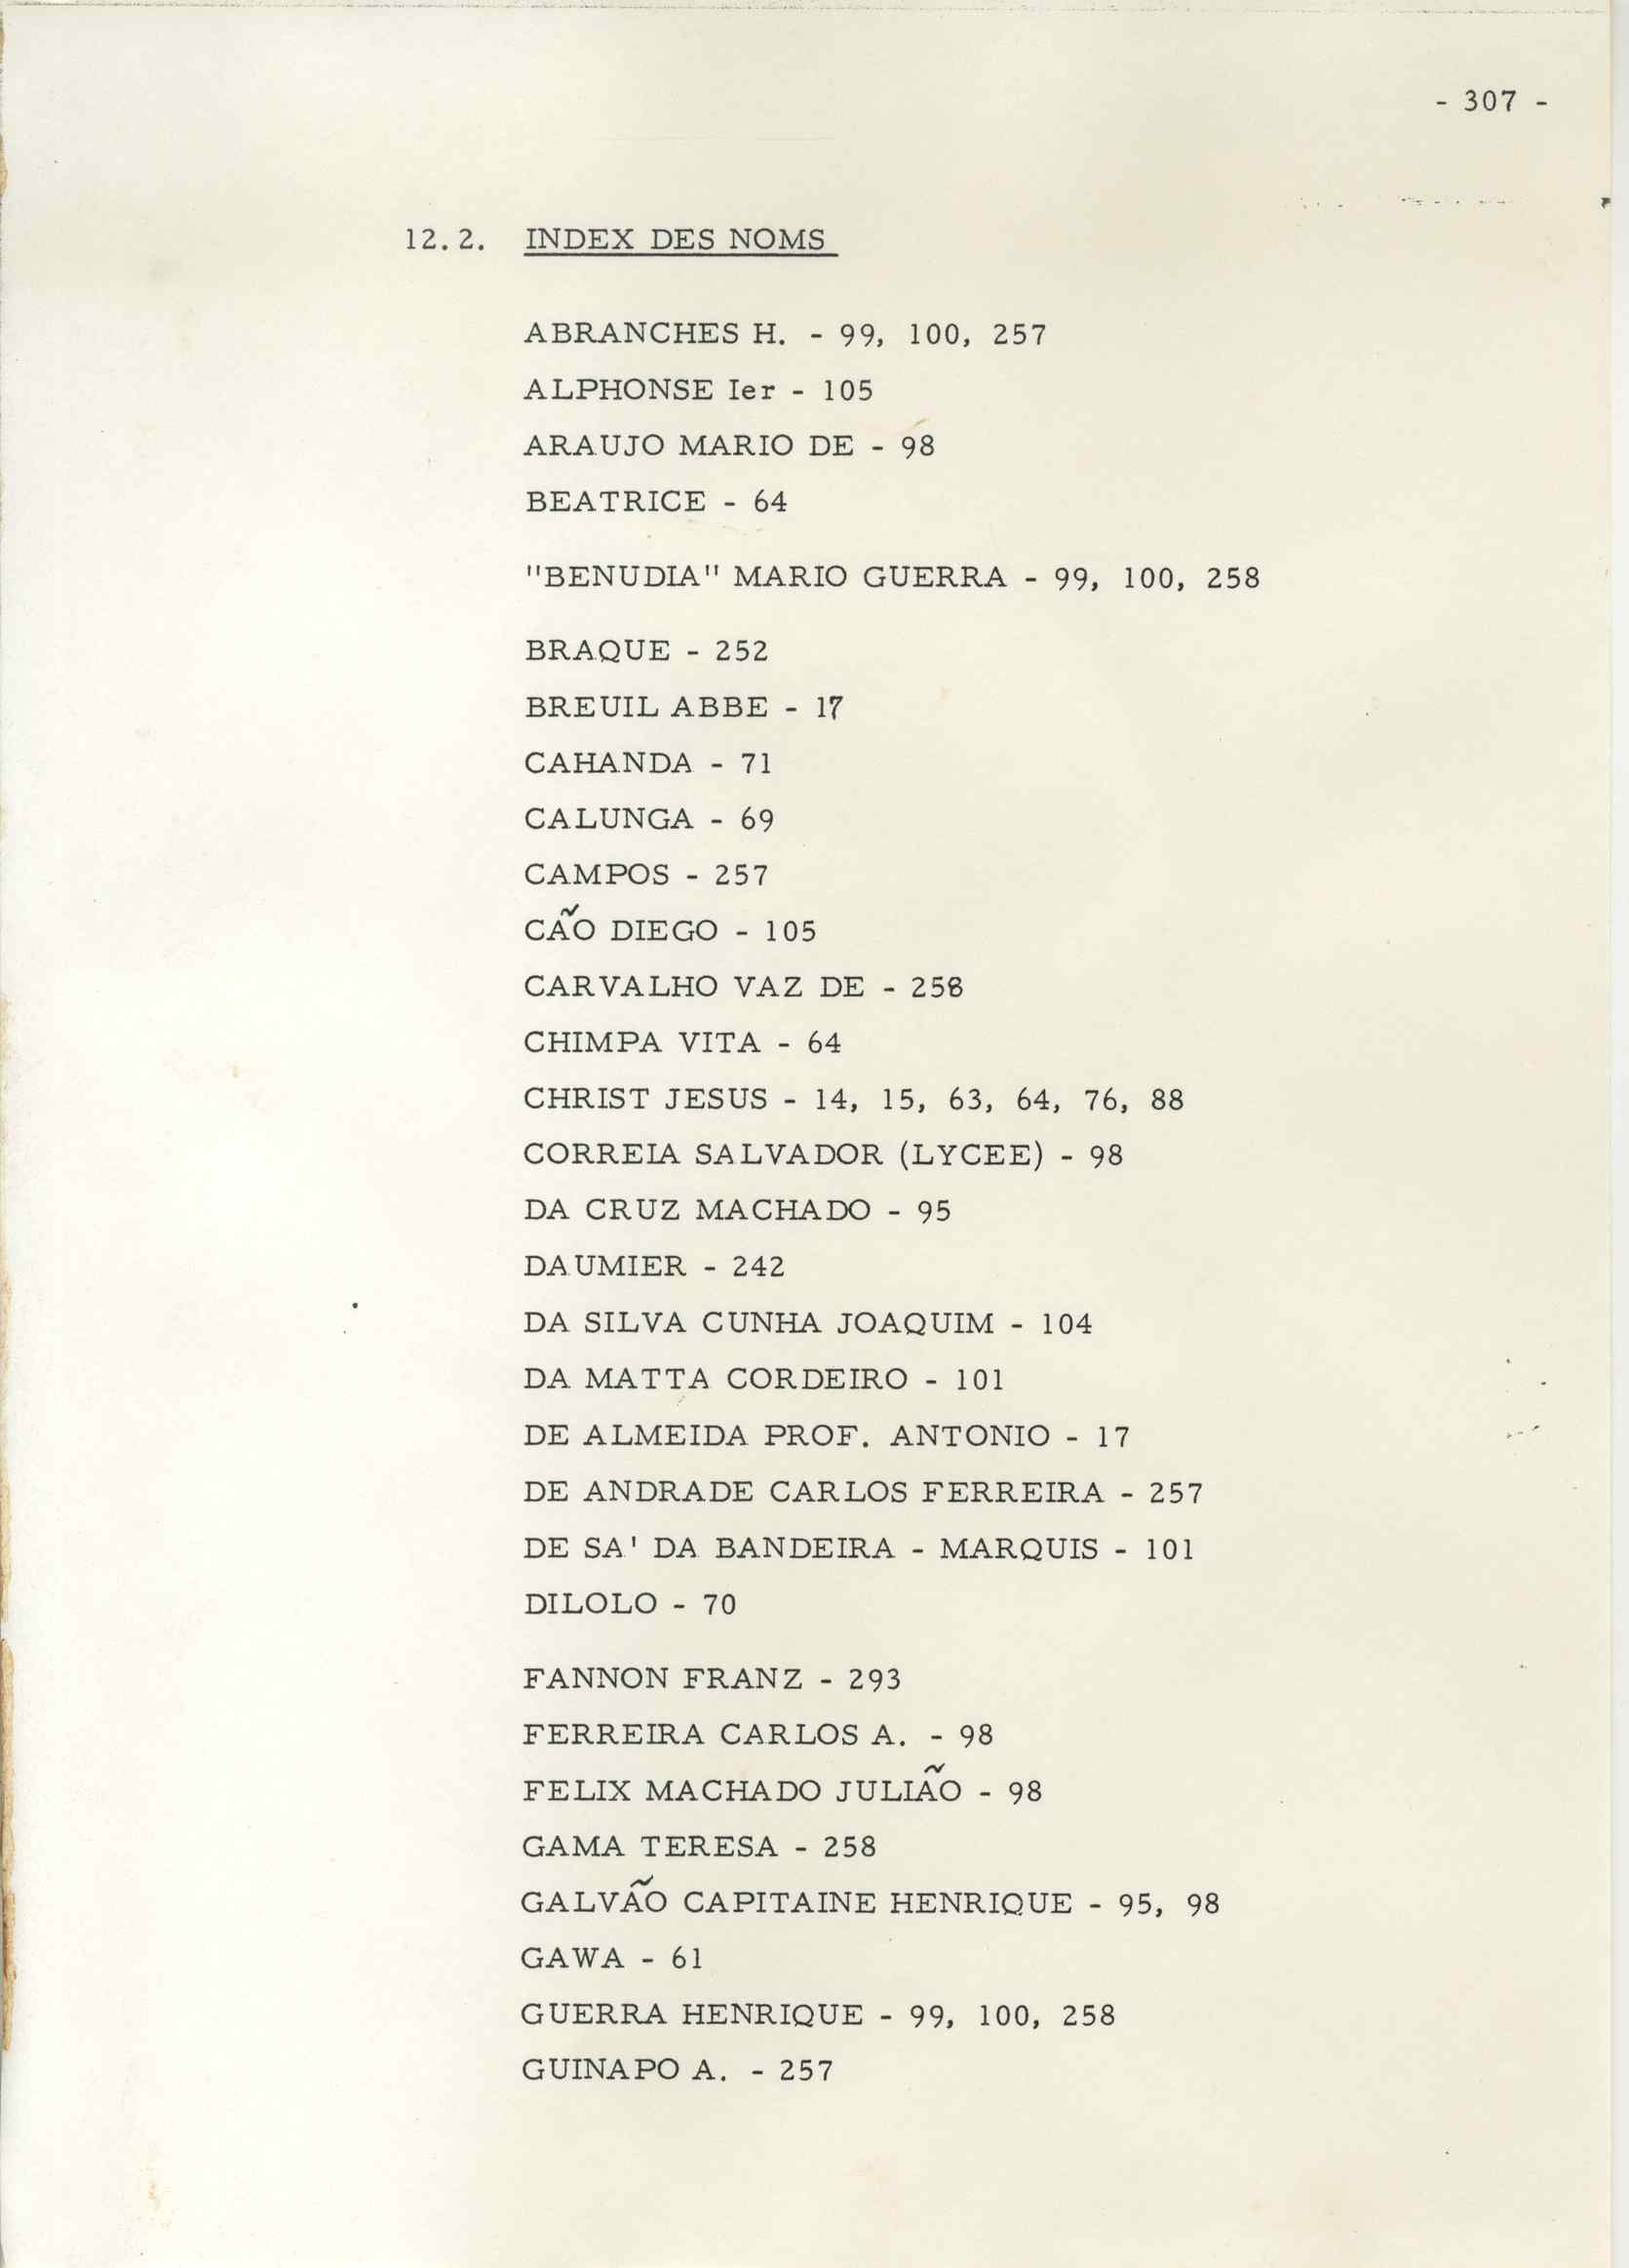 - 307 -
12.2. INDEX DES NOMS
ABRANCHES H. - 99, 100, 257
ALPHONSE Ier - 105
ARAUJO MARIO DE - 98
BEATRICE - 64
"BENUDIA" MARIO GUERRA - 99, 100, 258
BRAQUE - 252
BREUIL ABBE - 17
CAHANDA - 71
CALUNGA - 69
CAMPOS - 257
CÃO DIEGO - 105
CARVALHO VAZ DE - 258
CHIMPA VITA - 64
CHRIST JESUS - 14, 15, 63, 64, 76, 88
CORREIA SALVADOR (LYCEE) - 98
DA CRUZ MACHADO - 95
DAUMIER - 242
DA SILVA CUNHA JOAQUIM - 104
DA MATTA CORDEIRO - 101
DE ALMEIDA PROF. ANTONIO - 17
DE ANDRADE CARLOS FERREIRA - 257
DE SA' DA BANDEIRA - MARQUIS - 101
DILOLO - 70
FANNON FRANZ - 293
FERREIRA CARLOS A. - 98
FELIX MACHADO JULIÃO - 98
GAMA TERESA - 258
GALVÃO CAPITAINE HENRIQUE - 95, 98
GAWA - 61
GUERRA HENRIQUE - 99, 100, 258
GUINAPO A. - 257